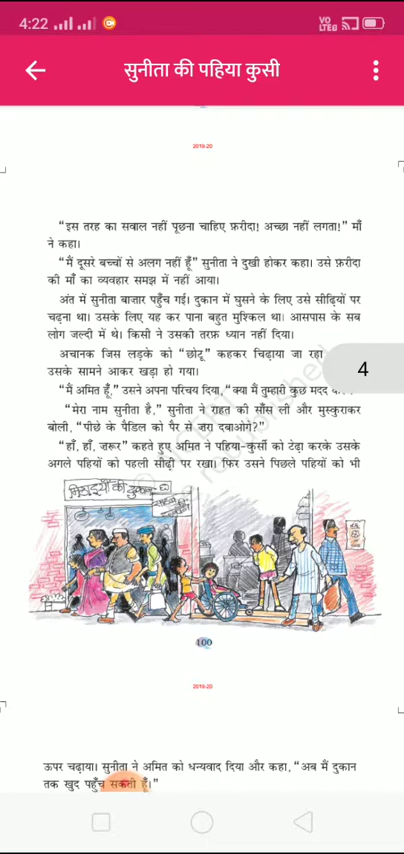 4:22
VO LTEB
सुनीता की पहिया कुर्सी
2019-20
“इस तरह का सवाल नहीं पूछना चाहिए फ़रीदा! अच्छा नहीं लगता!” माँ
ने कहा।
“मैं दूसरे बच्चों से अलग नहीं हूँ” सुनीता ने दुखी होकर कहा। उसे फ़रीदा
की माँ का व्यवहार समझ में नहीं आया।
अंत में सुनीता बाज़ार पहुँच गई। दुकान में घुसने के लिए उसे सीढ़ियों पर
चढ़ना था। उसके लिए यह कर पाना बहुत मुश्किल था। आसपास के सब
लोग जल्दी में थे। किसी ने उसकी तरफ़ ध्यान नहीं दिया।
अचानक जिस लड़के को “छोटू” कहकर चिढ़ाया जा रहा
उसके सामने आकर खड़ा हो गया।
4
“मैं अमित हूँ,” उसने अपना परिचय दिया, “क्या मैं तुम्हारी कुछ मदद
“मेरा नाम सुनीता है,” सुनीता ने राहत की साँस ली और मुस्कुराकर
बोली, “पीछे के पैडिल को पैर से ज़रा दबाओगे?”
“हाँ, हाँ, ज़रूर” कहते हुए अमित ने पहिया-कुर्सी को टेढ़ा करके उसके
अगले पहियों को पहली सीढ़ी पर रखा। फिर उसने पिछले पहियों को भी
मिठाइयों की दुकान
100
2019-20
ऊपर चढ़ाया। सुनीता ने अमित को धन्यवाद दिया और कहा, “अब मैं दुकान
तक खुद पहुँच सकती हूँ।”